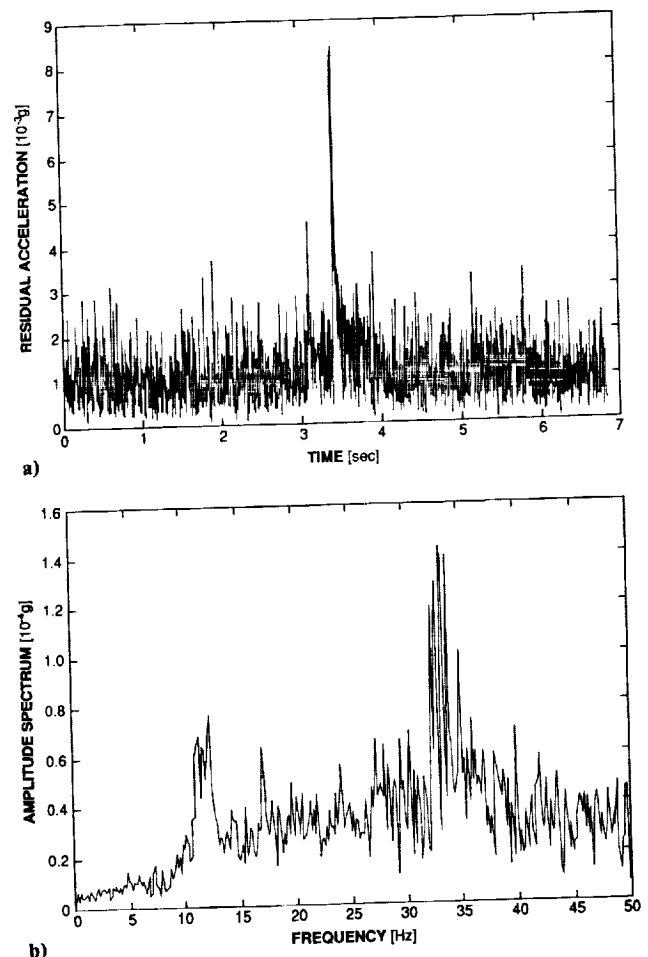 9
8
7
6
5
4
3
2
1
0
RESIDUAL ACCELERATION [10⁻³g]
0 1 2 3 4 5 6 7
TIME [sec]
a)
1.6
1.4
1.2
1.0
0.8
0.6
0.4
0.2
0
AMPLITUDE SPECTRUM [10⁻⁴g]
0 5 10 15 20 25 30 35 40 45 50
FREQUENCY [Hz]
b)